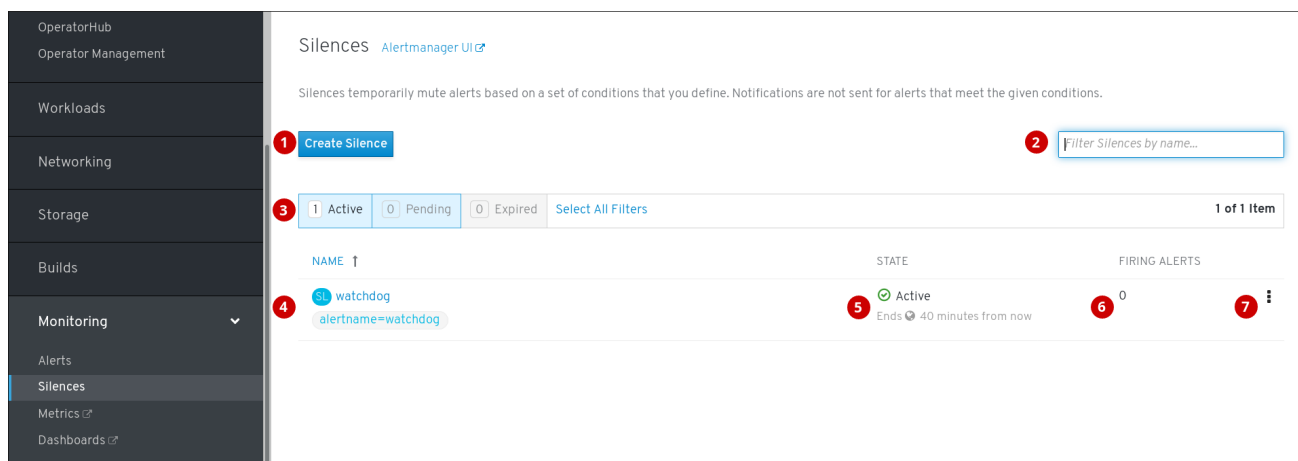 OperatorHub
Operator Management
Workloads
Networking
Storage
Builds
Monitoring
Alerts
Silences
Metrics
Dashboards
Silences Alertmanager UI
Silences temporarily mute alerts based on a set of conditions that you define. Notifications are not sent for alerts that meet the given conditions.
1 Create Silence 2 Filter Silences by name...
3 1 Active 0 Pending 0 Expired Select All Filters 1 of 1 Item
NAME ↑ STATE FIRING ALERTS
4 SL watchdog 5 Active 6 0 7
alertname=watchdog Ends 40 minutes from now